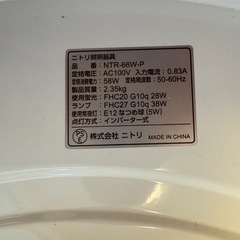 ニトリ照明器具
品番: NTR-66W-P
定格電圧: AC100V 入力電流: 0.83A
定格消費電力: 58W 定格周波数: 50-60Hz
製品質量: 2.35kg
使用蛍光: FHC20 G10q 28W
ランプ: FHC27 G10q 38W
使用常夜灯: E12 なつめ球 (5W)
点灯方式: インバーター式
PSE 株式会社 ニトリ MADE IN CHINA